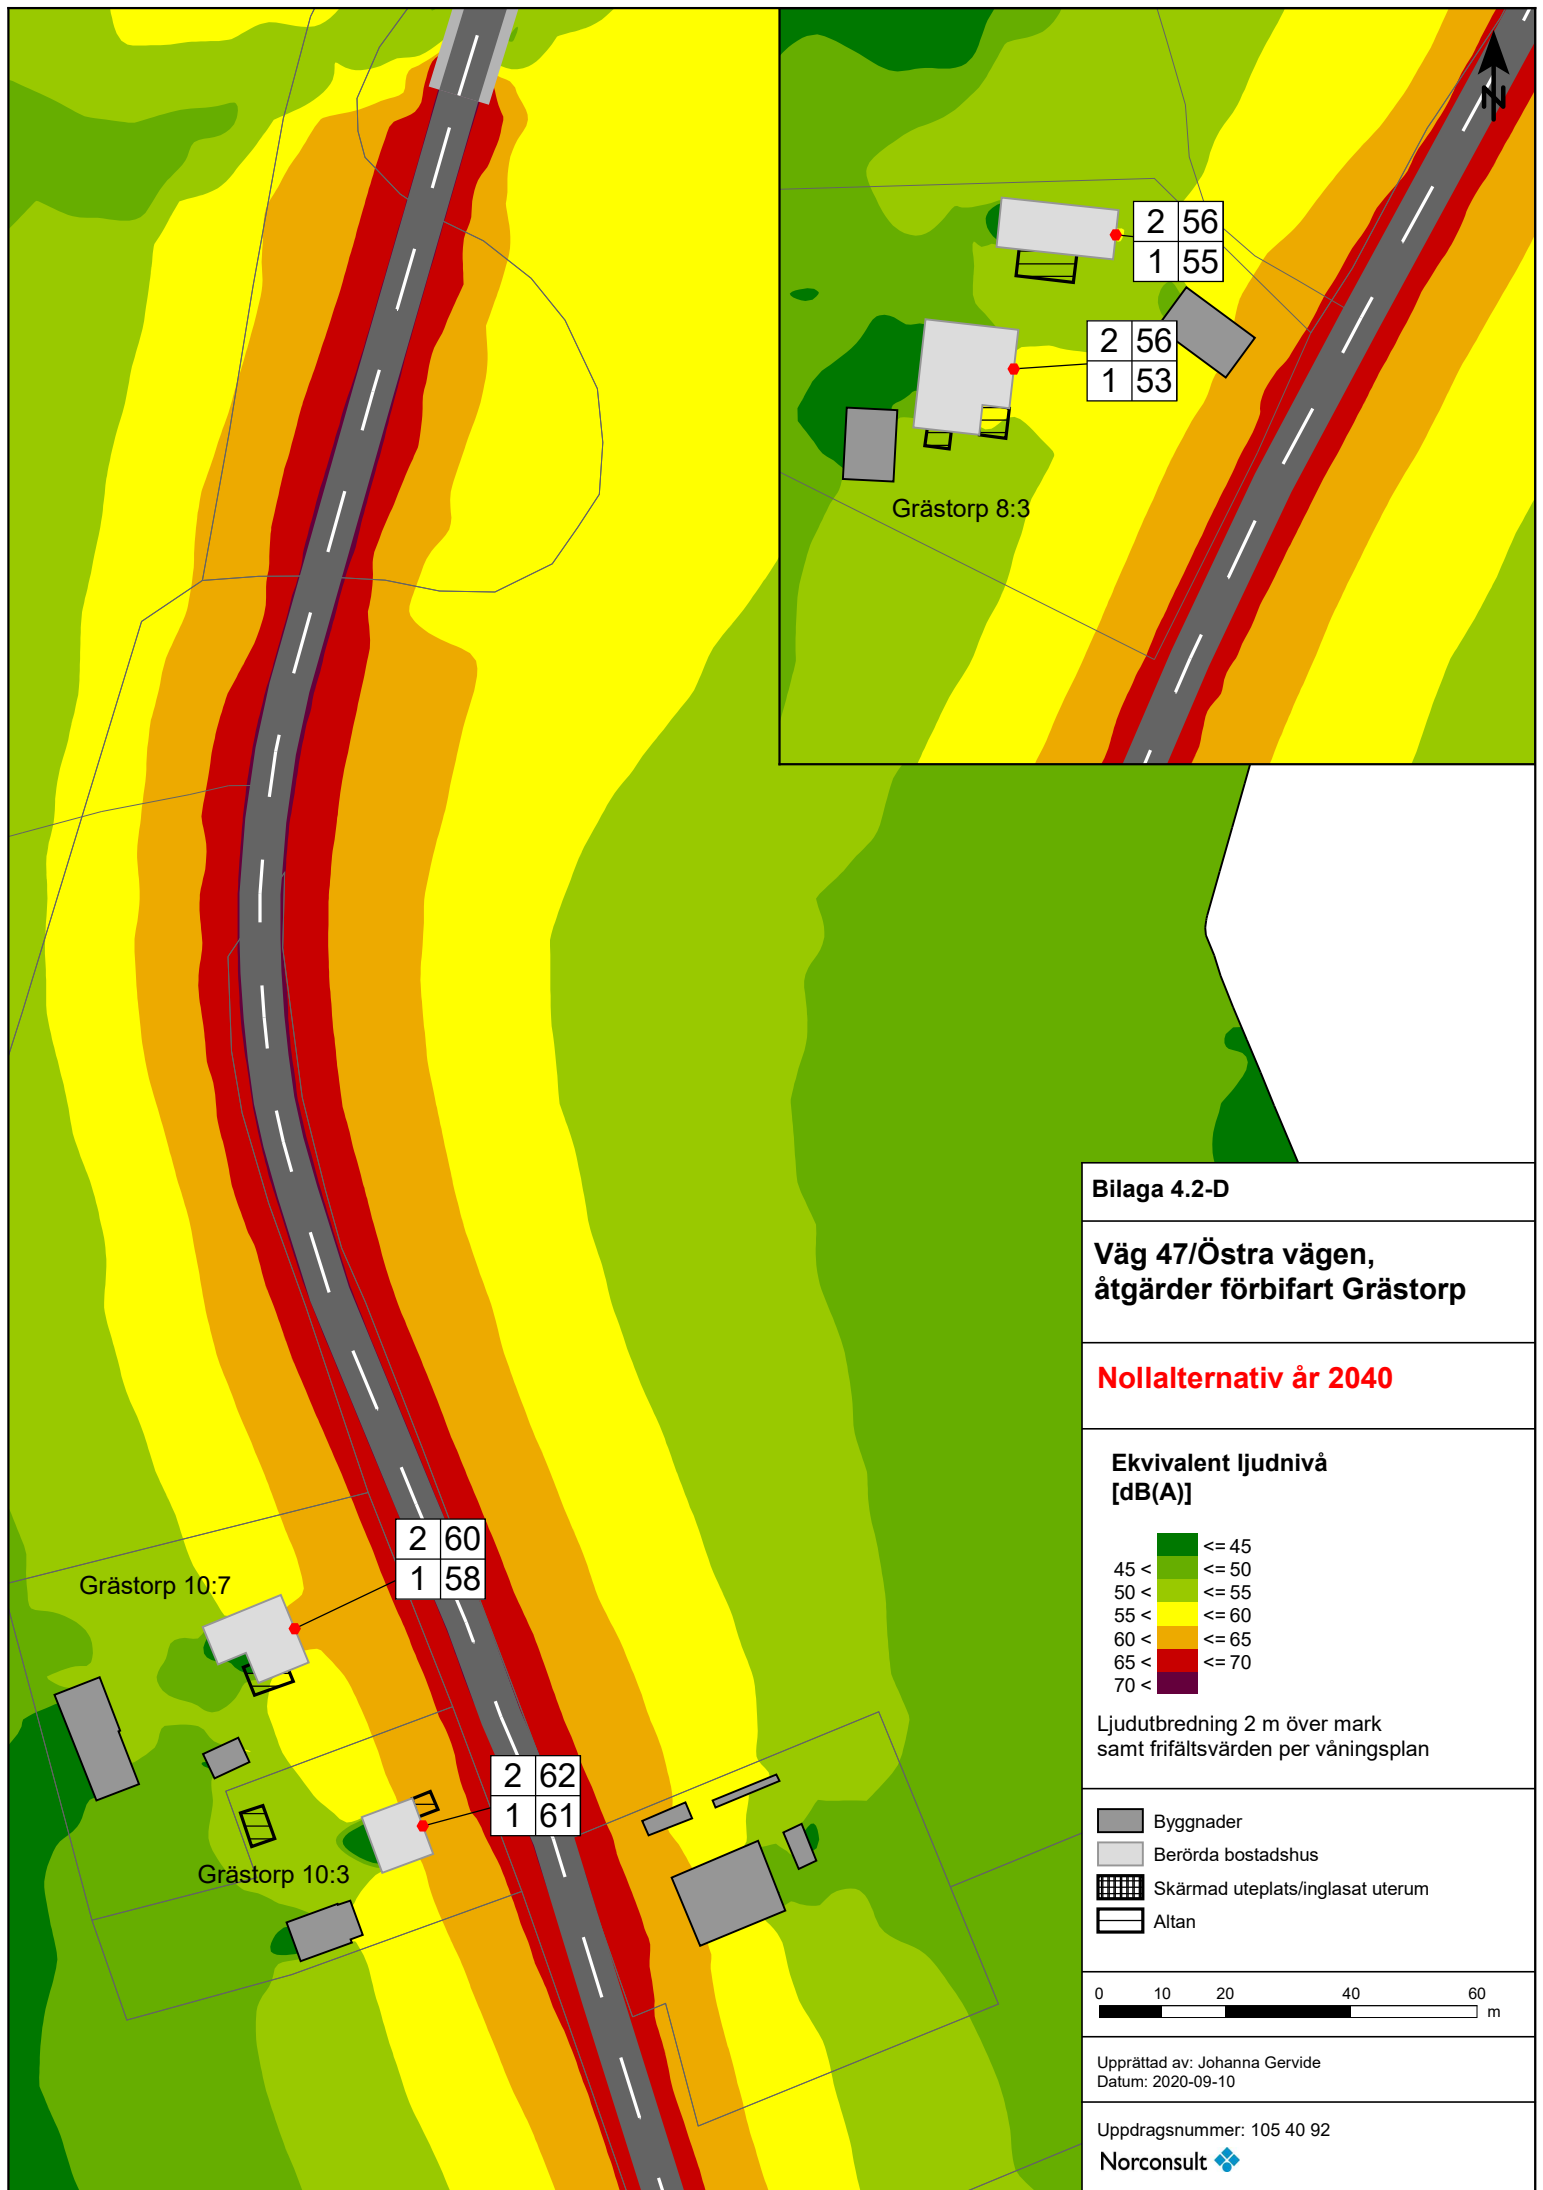 N
2 56
1 55
2 56
1 53
Grästorp 8:3
Bilaga 4.2-D
Väg 47/Östra vägen,
åtgärder förbifart Grästorp
Nollalternativ år 2040
Ekvivalent ljudnivå
[dB(A)]
<= 45
45 < <= 50
50 < <= 55
55 < <= 60
60 < <= 65
65 < <= 70
70 <
Ljudutbredning 2 m över mark
samt frifältsvärden per våningsplan
Byggnader
Berörda bostadshus
Skärmad uteplats/inglasat uterum
Altan
0 10 20 40 60
m
Upprättad av: Johanna Gervide
Datum: 2020-09-10
Uppdragsnummer: 105 40 92
Norconsult
2 60
1 58
Grästorp 10:7
2 62
1 61
Grästorp 10:3